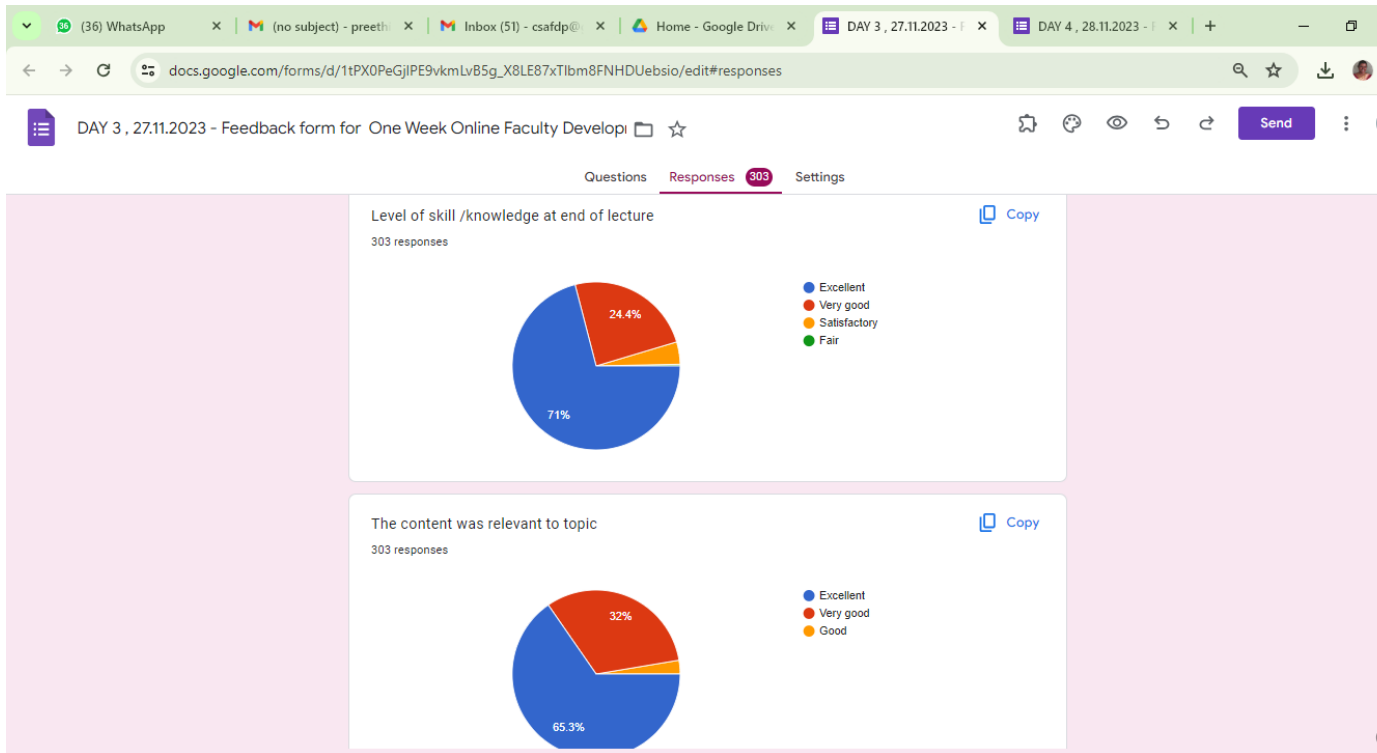 (36) WhatsApp
(no subject) - preeth
Inbox (51) - csafdp@
Home - Google Drive
DAY 3 , 27.11.2023 - F
DAY 4 , 28.11.2023 - F
docs.google.com/forms/d/1tPX0PeGjlPE9vkmLvB5g_X8LE87xTlbm8FNHDUebsio/edit#responses
DAY 3 , 27.11.2023 - Feedback form for One Week Online Faculty Develop
Send
Questions Responses 303 Settings
Level of skill /knowledge at end of lecture
Copy
303 responses
24.4%
71%
Excellent
Very good
Satisfactory
Fair
The content was relevant to topic
Copy
303 responses
32%
65.3%
Excellent
Very good
Good